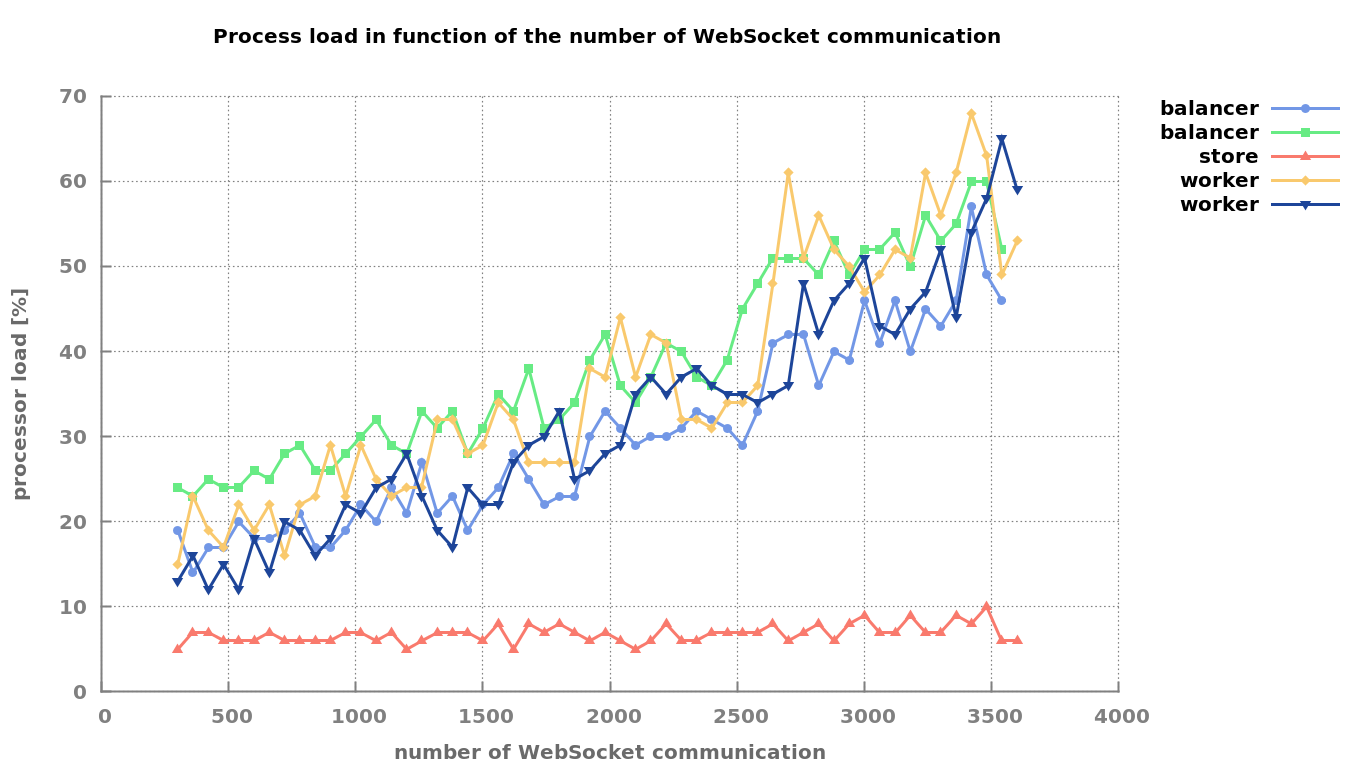 Process load in function of the number of WebSocket communication
70
60
50
40
30
20
10
0
processor load [%]
0 500 1000 1500 2000 2500 3000 3500 4000
number of WebSocket communication
balancer
balancer
store
worker
worker